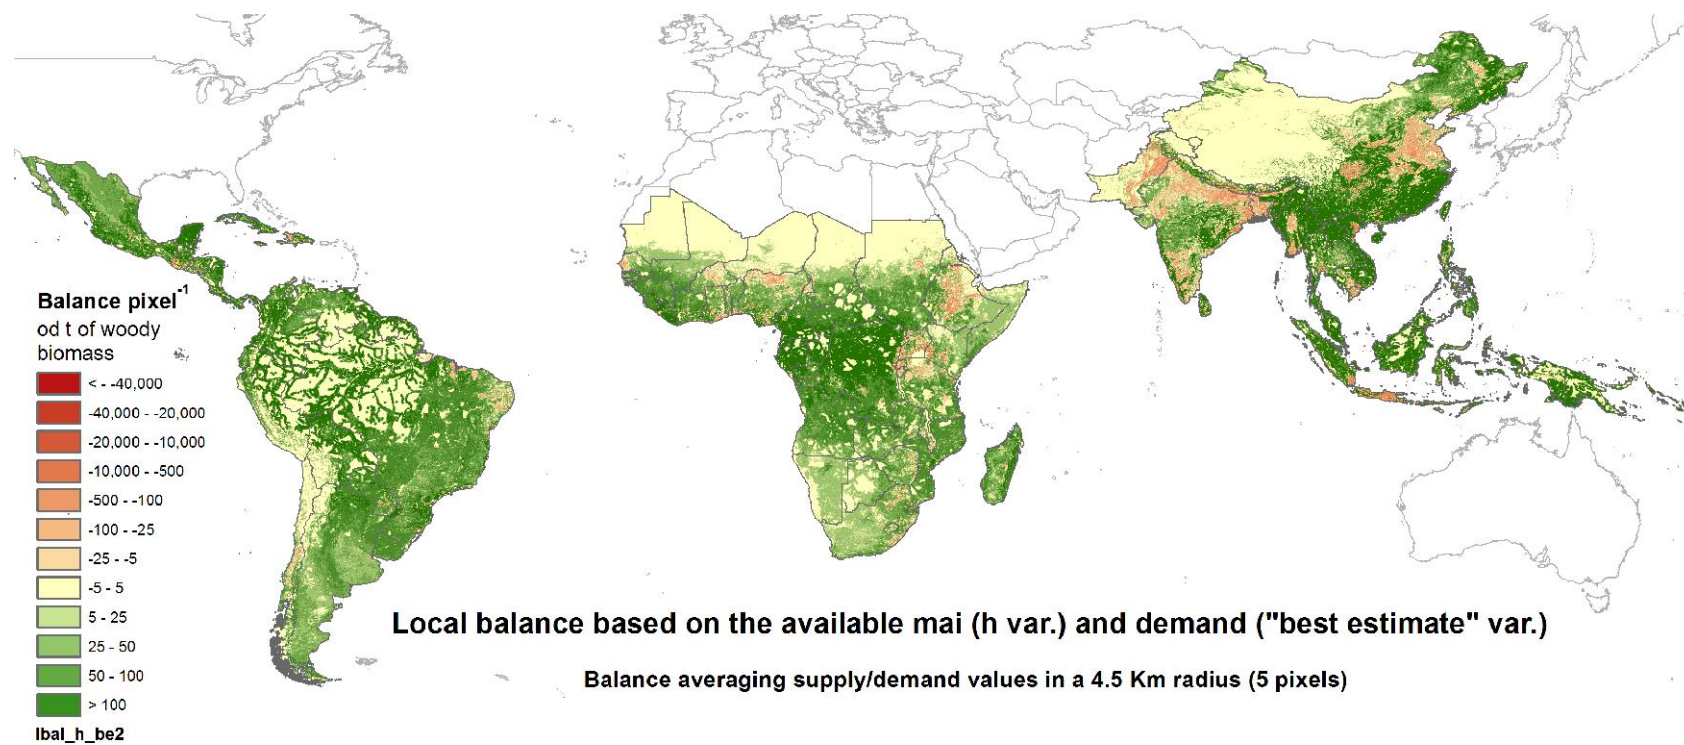 Balance pixel-1
od t of woody
biomass
< - -40,000
-40,000 - -20,000
-20,000 - -10,000
-10,000 - -500
-500 - -100
-100 - -25
-25 - -5
-5 - 5
5 - 25
25 - 50
50 - 100
> 100
lbal_h_be2
Local balance based on the available mai (h var.) and demand ("best estimate" var.)
Balance averaging supply/demand values in a 4.5 Km radius (5 pixels)